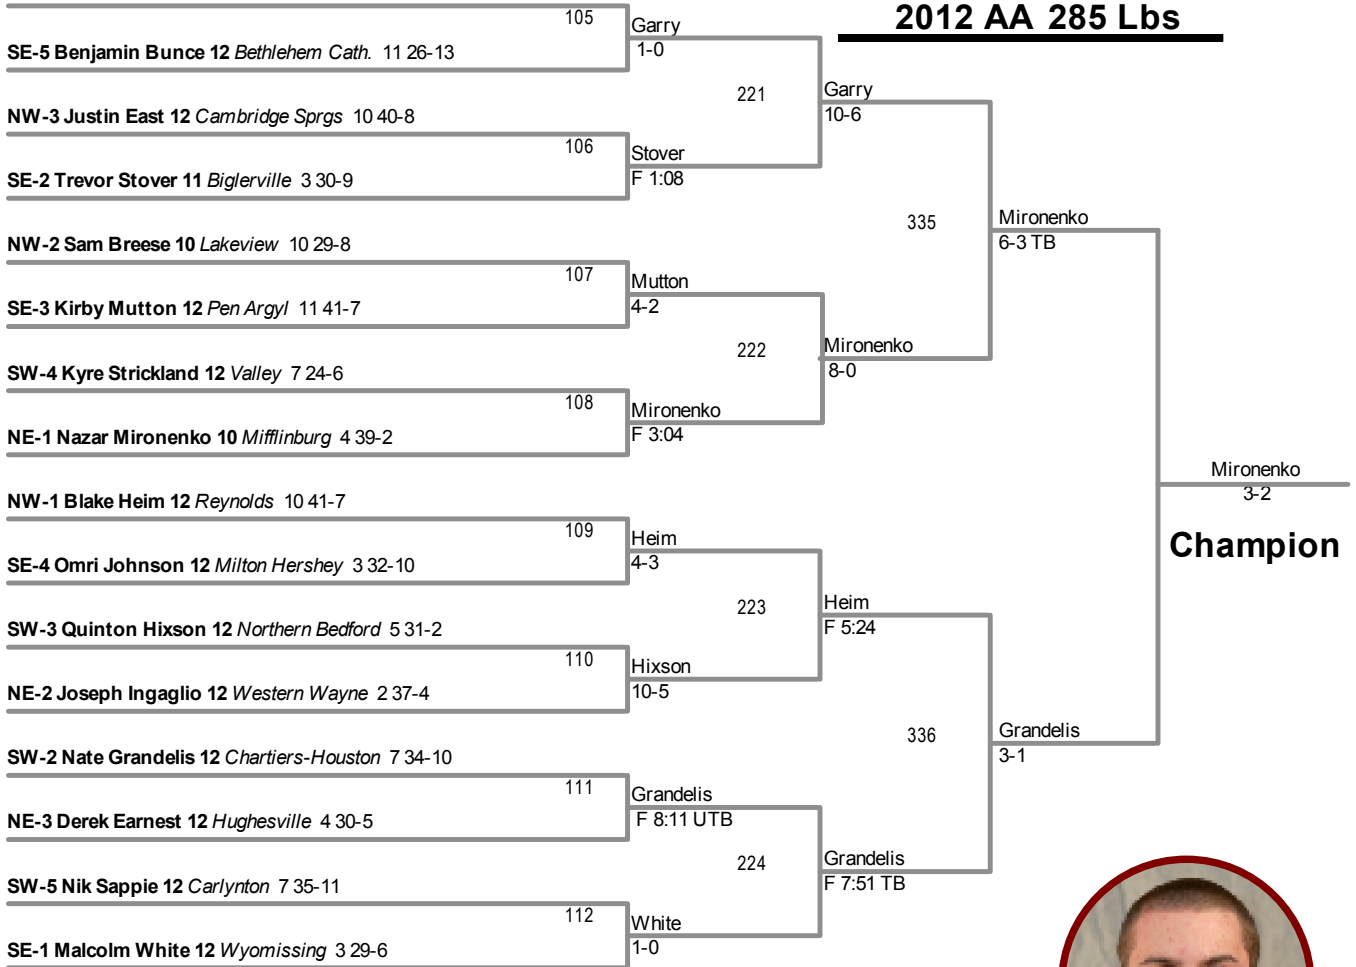 2012 AA 285 Lbs
105
Garry
1-0
SE-5 Benjamin Bunce 12 Bethlehem Cath. 11 26-13
221
Garry
10-6
NW-3 Justin East 12 Cambridge Sprgs 10 40-8
106
Stover
F 1:08
SE-2 Trevor Stover 11 Biglerville 3 30-9
335
Mironenko
6-3 TB
NW-2 Sam Breese 10 Lakeview 10 29-8
107
Mutton
4-2
SE-3 Kirby Mutton 12 Pen Argyl 11 41-7
222
Mironenko
8-0
SW-4 Kyre Strickland 12 Valley 7 24-6
108
Mironenko
F 3:04
NE-1 Nazar Mironenko 10 Mifflinburg 4 39-2
Mironenko
3-2
Champion
NW-1 Blake Heim 12 Reynolds 10 41-7
109
Heim
4-3
SE-4 Omri Johnson 12 Milton Hershey 3 32-10
223
Heim
F 5:24
SW-3 Quinton Hixson 12 Northern Bedford 5 31-2
110
Hixson
10-5
NE-2 Joseph Ingaglio 12 Western Wayne 2 37-4
336
Grandelis
3-1
SW-2 Nate Grandelis 12 Chartiers-Houston 7 34-10
111
Grandelis
F 8:11 UTB
NE-3 Derek Earnest 12 Hughesville 4 30-5
224
Grandelis
F 7:51 TB
SW-5 Nik Sappie 12 Carlynton 7 35-11
112
White
1-0
SE-1 Malcolm White 12 Wyomissing 3 29-6